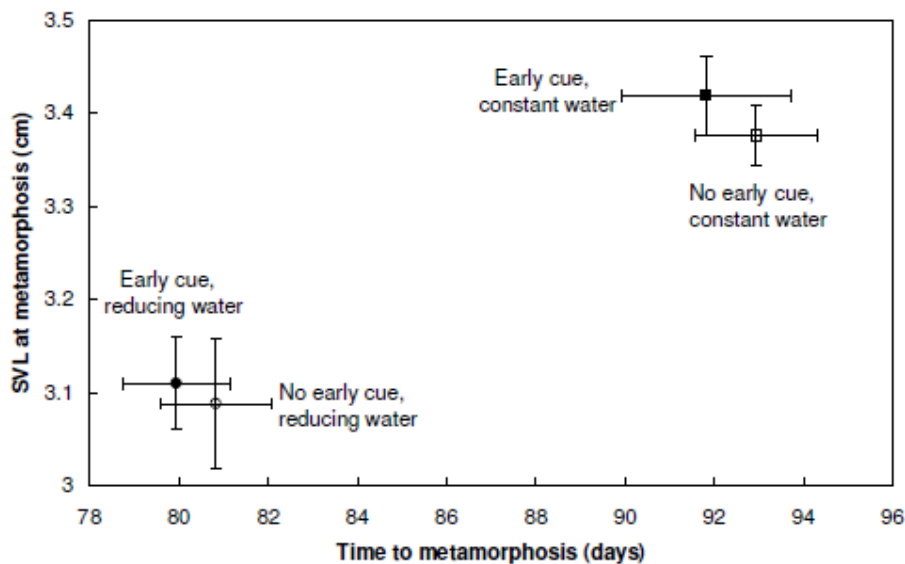 3.5
3.4
3.3
3.2
3.1
3
SVL at metamorphosis (cm)
Early cue,
constant water
No early cue,
constant water
Early cue,
reducing water
No early cue,
reducing water
78 80 82 84 86 88 90 92 94 96
Time to metamorphosis (days)